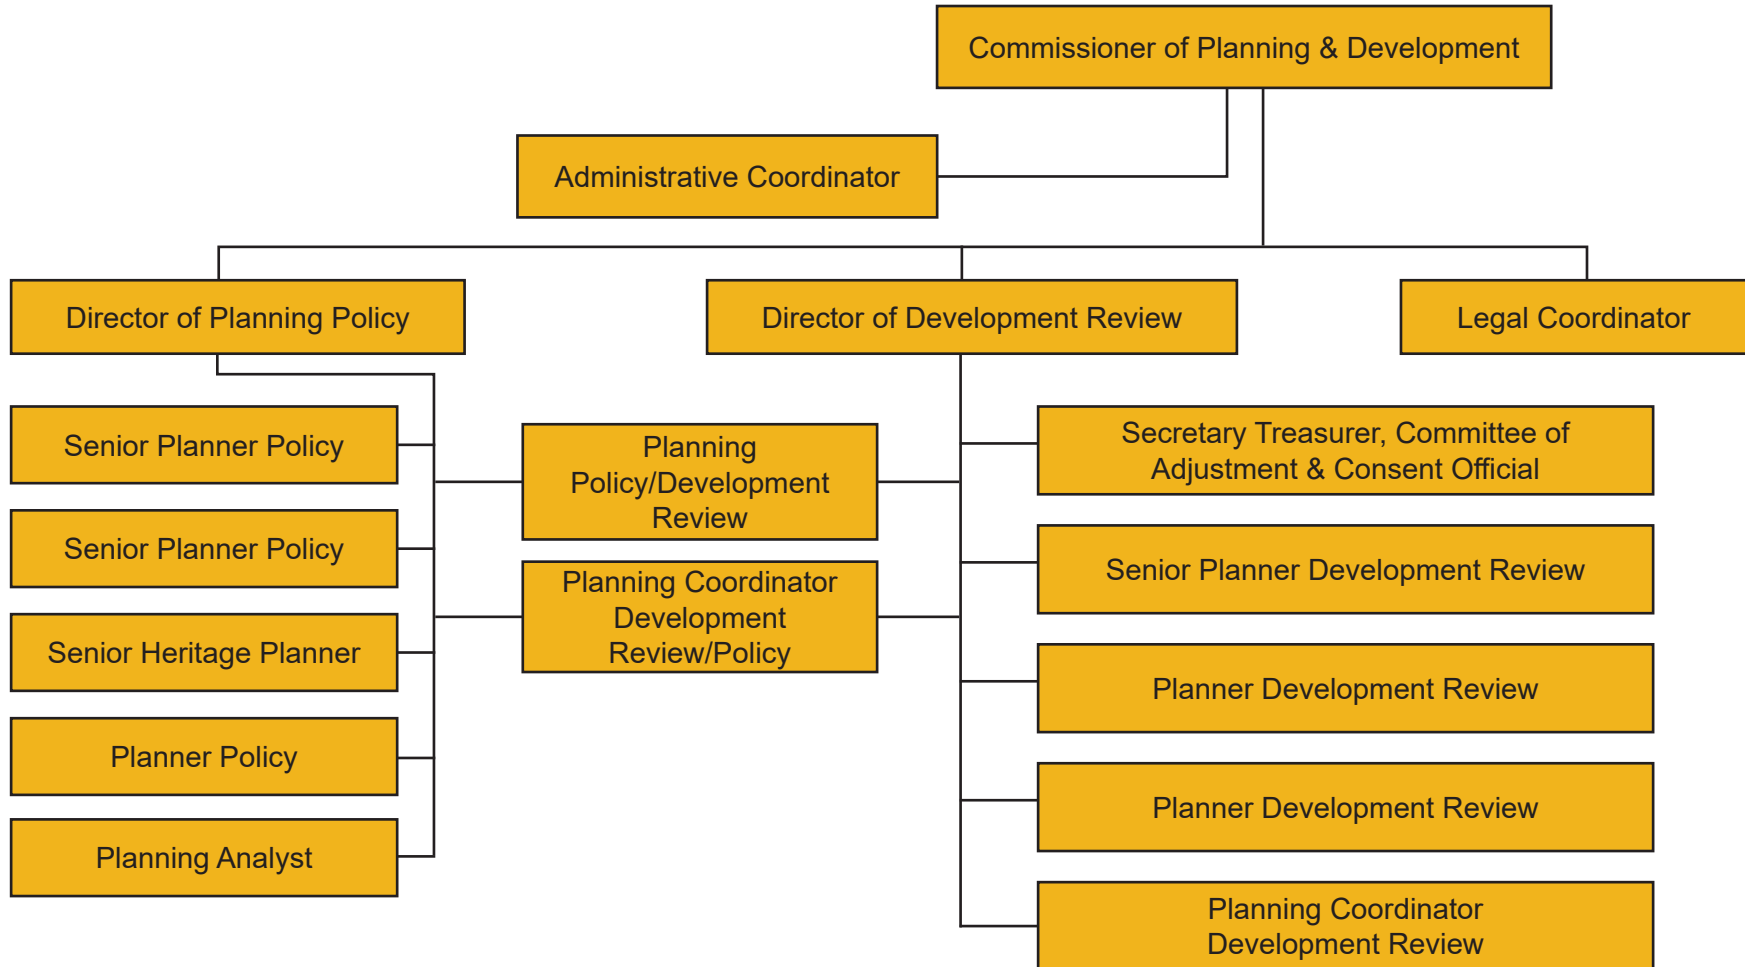 Commissioner of Planning & Development
Administrative Coordinator
Director of Planning Policy
Director of Development Review
Legal Coordinator
Senior Planner Policy
Senior Planner Policy
Senior Heritage Planner
Planner Policy
Planning Analyst
Planning
Policy/Development
Review
Planning Coordinator
Development
Review/Policy
Secretary Treasurer, Committee of
Adjustment & Consent Official
Senior Planner Development Review
Planner Development Review
Planner Development Review
Planning Coordinator
Development Review